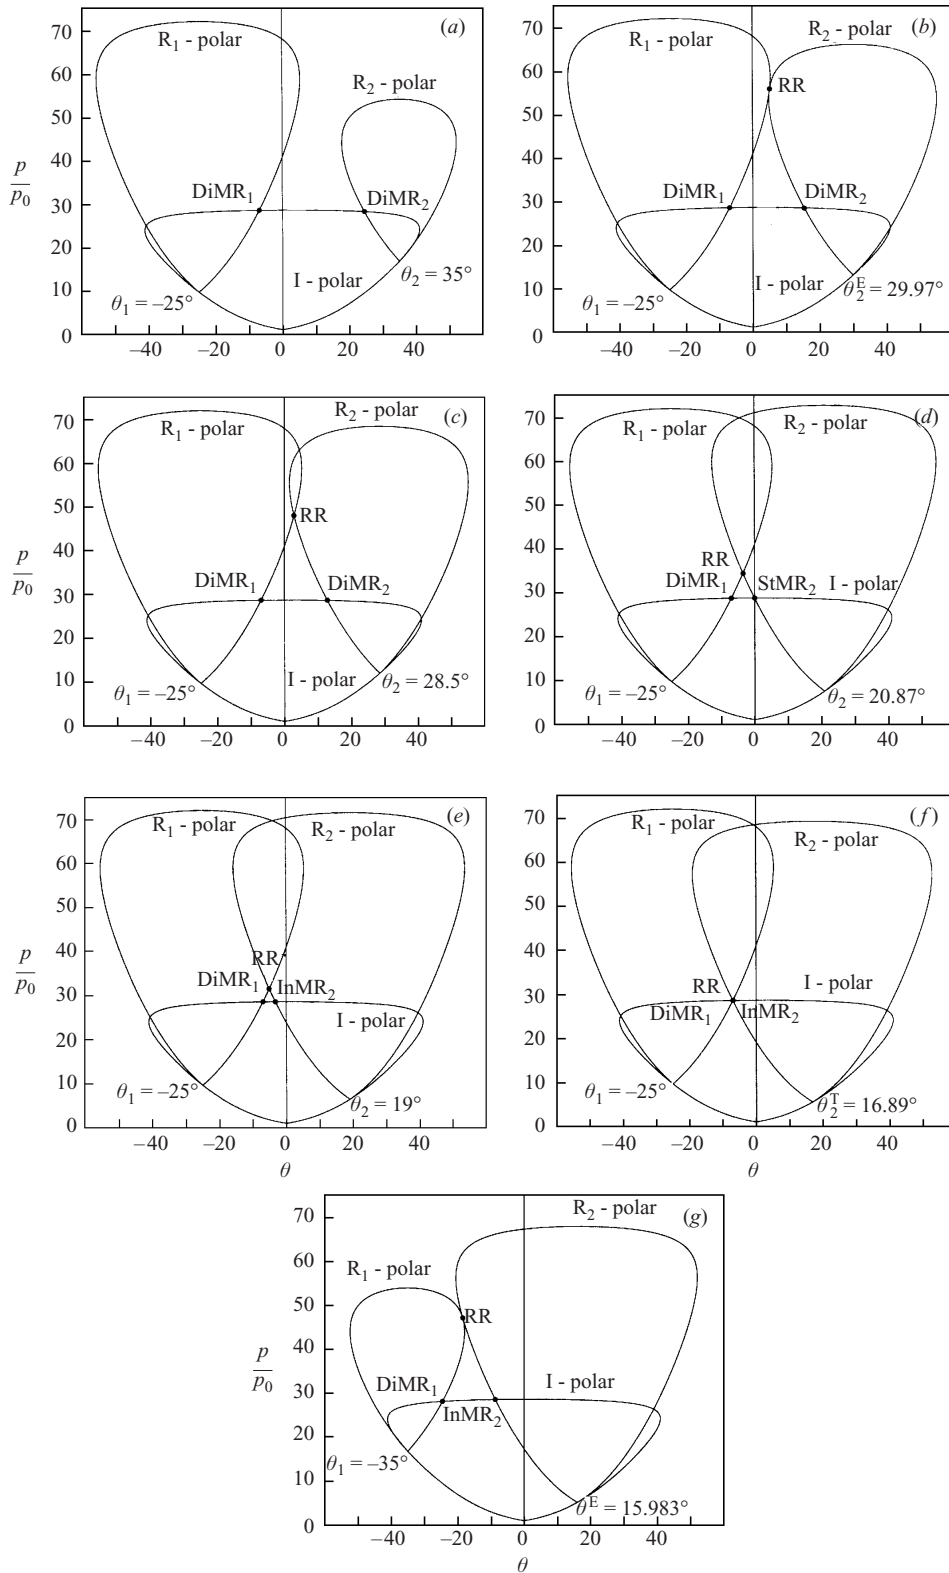 (a)
R1 - polar
R2 - polar
DiMR1
DiMR2
I - polar
θ1 = –25°
θ2 = 35°
p/p0
70
60
50
40
30
20
10
0
–40 –20 0 20 40
(b)
R1 - polar
R2 - polar
RR
DiMR1
DiMR2
I - polar
θ1 = –25°
θ2^E = 29.97°
70
60
50
40
30
20
10
0
–40 –20 0 20 40
(c)
R1 - polar
R2 - polar
RR
DiMR1
DiMR2
I - polar
θ1 = –25°
θ2 = 28.5°
p/p0
70
60
50
40
30
20
10
0
–40 –20 0 20 40
(d)
R1 - polar
R2 - polar
RR
DiMR1
StMR2
I - polar
θ1 = –25°
θ2 = 20.87°
70
60
50
40
30
20
10
0
–40 –20 0 20 40
(e)
R1 - polar
R2 - polar
RR
DiMR1
InMR2
I - polar
θ1 = –25°
θ2 = 19°
p/p0
70
60
50
40
30
20
10
0
–40 –20 0 20 40
θ
(f)
R1 - polar
R2 - polar
RR
DiMR1
InMR2
I - polar
θ1 = –25°
θ2^T = 16.89°
70
60
50
40
30
20
10
0
–40 –20 0 20 40
θ
(g)
R2 - polar
R1 - polar
RR
DiMR1
InMR2
I - polar
θ1 = –35°
θ^E = 15.983°
p/p0
70
60
50
40
30
20
10
0
–40 –20 0 20 40
θ